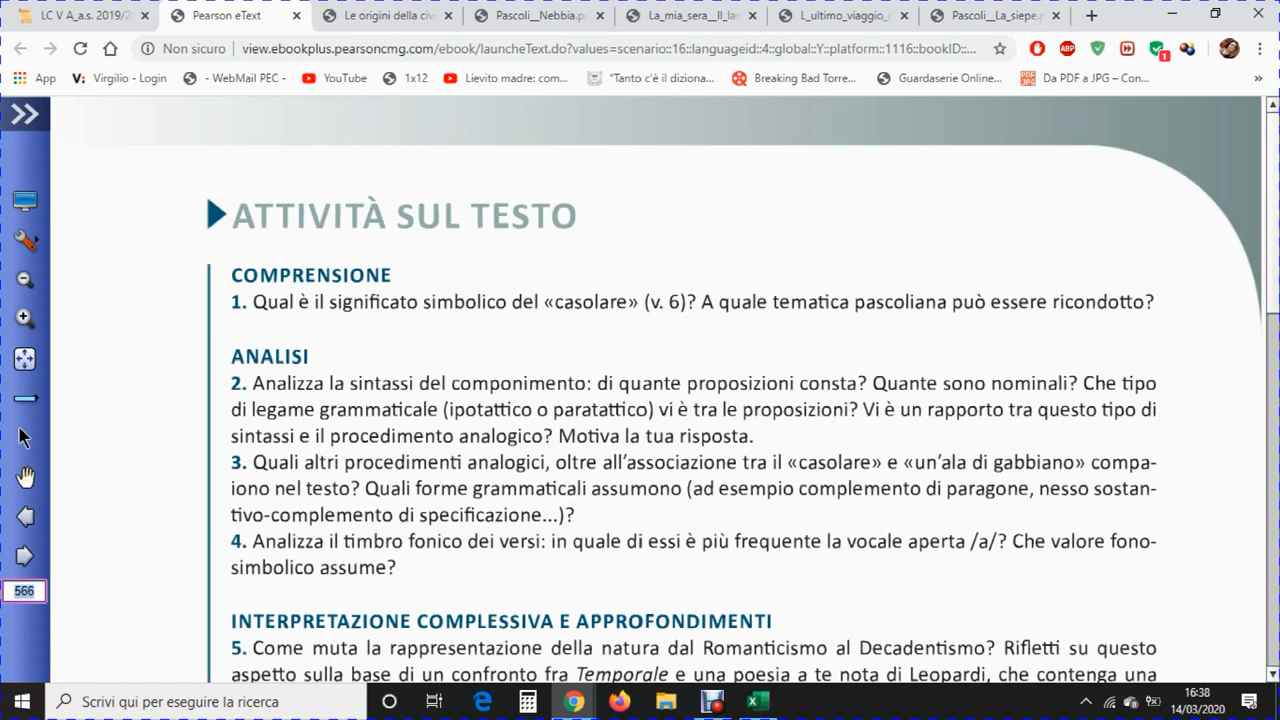 LC V A_a.s. 2019/2
Pearson eText
Le origini della civ
Pascoli__Nebbia.p
La_mia_sera__Il_la
L_ultimo_viaggio_
Pascoli__La_siepe.p
Non sicuro
view.ebookplus.pearsoncmg.com/ebook/launcheText.do?values=scenario::16::languageid::4::global::Y::platform::1116::bookID::...
ABP
1
App
Virgilio - Login
- WebMail PEC -
YouTube
1x12
Lievito madre: com...
"Tanto c'è il diziona...
Breaking Bad Torre...
Guardaserie Online...
Da PDF a JPG – Con...
ATTIVITÀ SUL TESTO
COMPRENSIONE
1. Qual è il significato simbolico del «casolare» (v. 6)? A quale tematica pascoliana può essere ricondotto?
ANALISI
2. Analizza la sintassi del componimento: di quante proposizioni consta? Quante sono nominali? Che tipo
di legame grammaticale (ipotattico o paratattico) vi è tra le proposizioni? Vi è un rapporto tra questo tipo di
sintassi e il procedimento analogico? Motiva la tua risposta.
3. Quali altri procedimenti analogici, oltre all'associazione tra il «casolare» e «un'ala di gabbiano» compa-
iono nel testo? Quali forme grammaticali assumono (ad esempio complemento di paragone, nesso sostan-
tivo-complemento di specificazione...)?
4. Analizza il timbro fonico dei versi: in quale di essi è più frequente la vocale aperta /a/? Che valore fono-
simbolico assume?
566
INTERPRETAZIONE COMPLESSIVA E APPROFONDIMENTI
5. Come muta la rappresentazione della natura dal Romanticismo al Decadentismo? Rifletti su questo
aspetto sulla base di un confronto fra Temporale e una poesia a te nota di Leopardi, che contenga una
Scrivi qui per eseguire la ricerca
16:38
14/03/2020